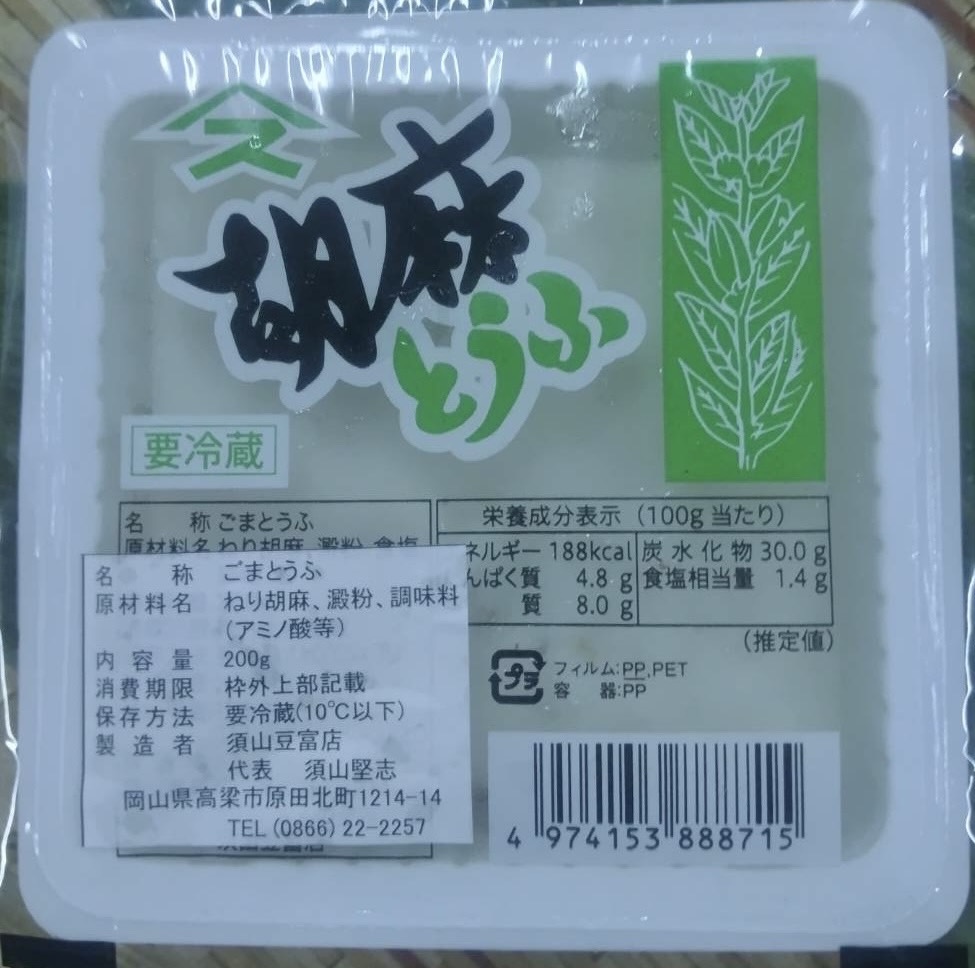 ス
胡麻
とうふ
要冷蔵
名 称 ごまとうふ
原材料名 ねり胡麻、澱粉、食塩
栄養成分表示（100g 当たり）
ネルギー 188kcal 炭水化物 30.0 g
んぱく質 4.8 g 食塩相当量 1.4 g
質 8.0 g
（推定値）
プラ
フィルム:PP,PET
容 器:PP
名 称 ごまとうふ
原材料名 ねり胡麻、澱粉、調味料
（アミノ酸等）
内容量 200g
消費期限 枠外上部記載
保存方法 要冷蔵(10℃以下)
製造者 須山豆富店
代表 須山堅志
岡山県高梁市原田北町1214-14
TEL (0866) 22-2257
4 974153 888715